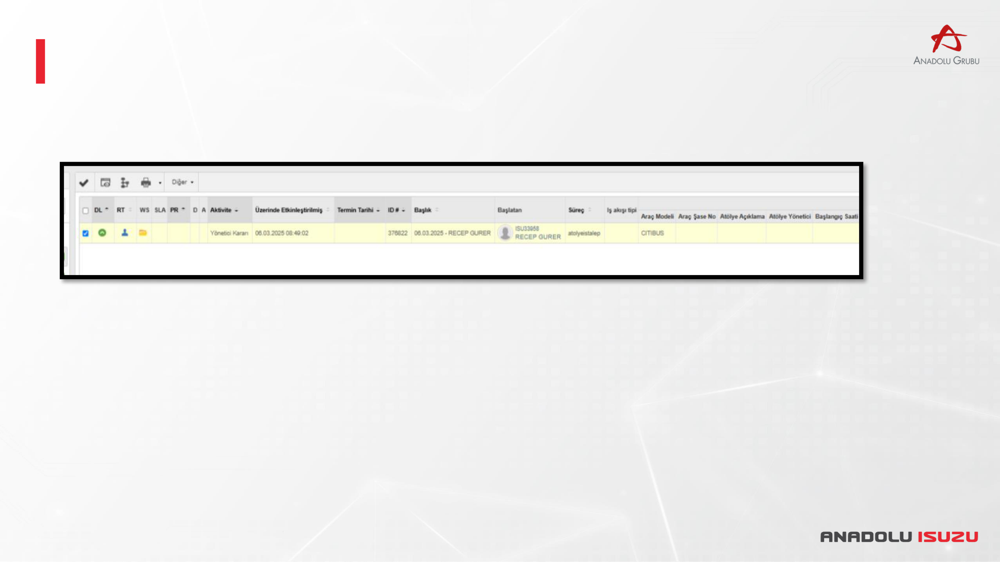 ANADOLU GRUBU
Diğer
DL RT WS SLA PR D A Aktivite Üzerinde Etkinleştirilmiş Termin Tarihi ID # Başlık Başlatan Süreç İş akışı tipi
Araç Modeli Araç Şase No Atölye Açıklama Atölye Yönetici Başlangıç Saati
Yönetici Kararı 06.03.2025 08:49:02 376822 06.03.2025 - RECEP GURER ISU33958 RECEP GURER atolyeistalep CITIBUS
ANADOLU ISUZU